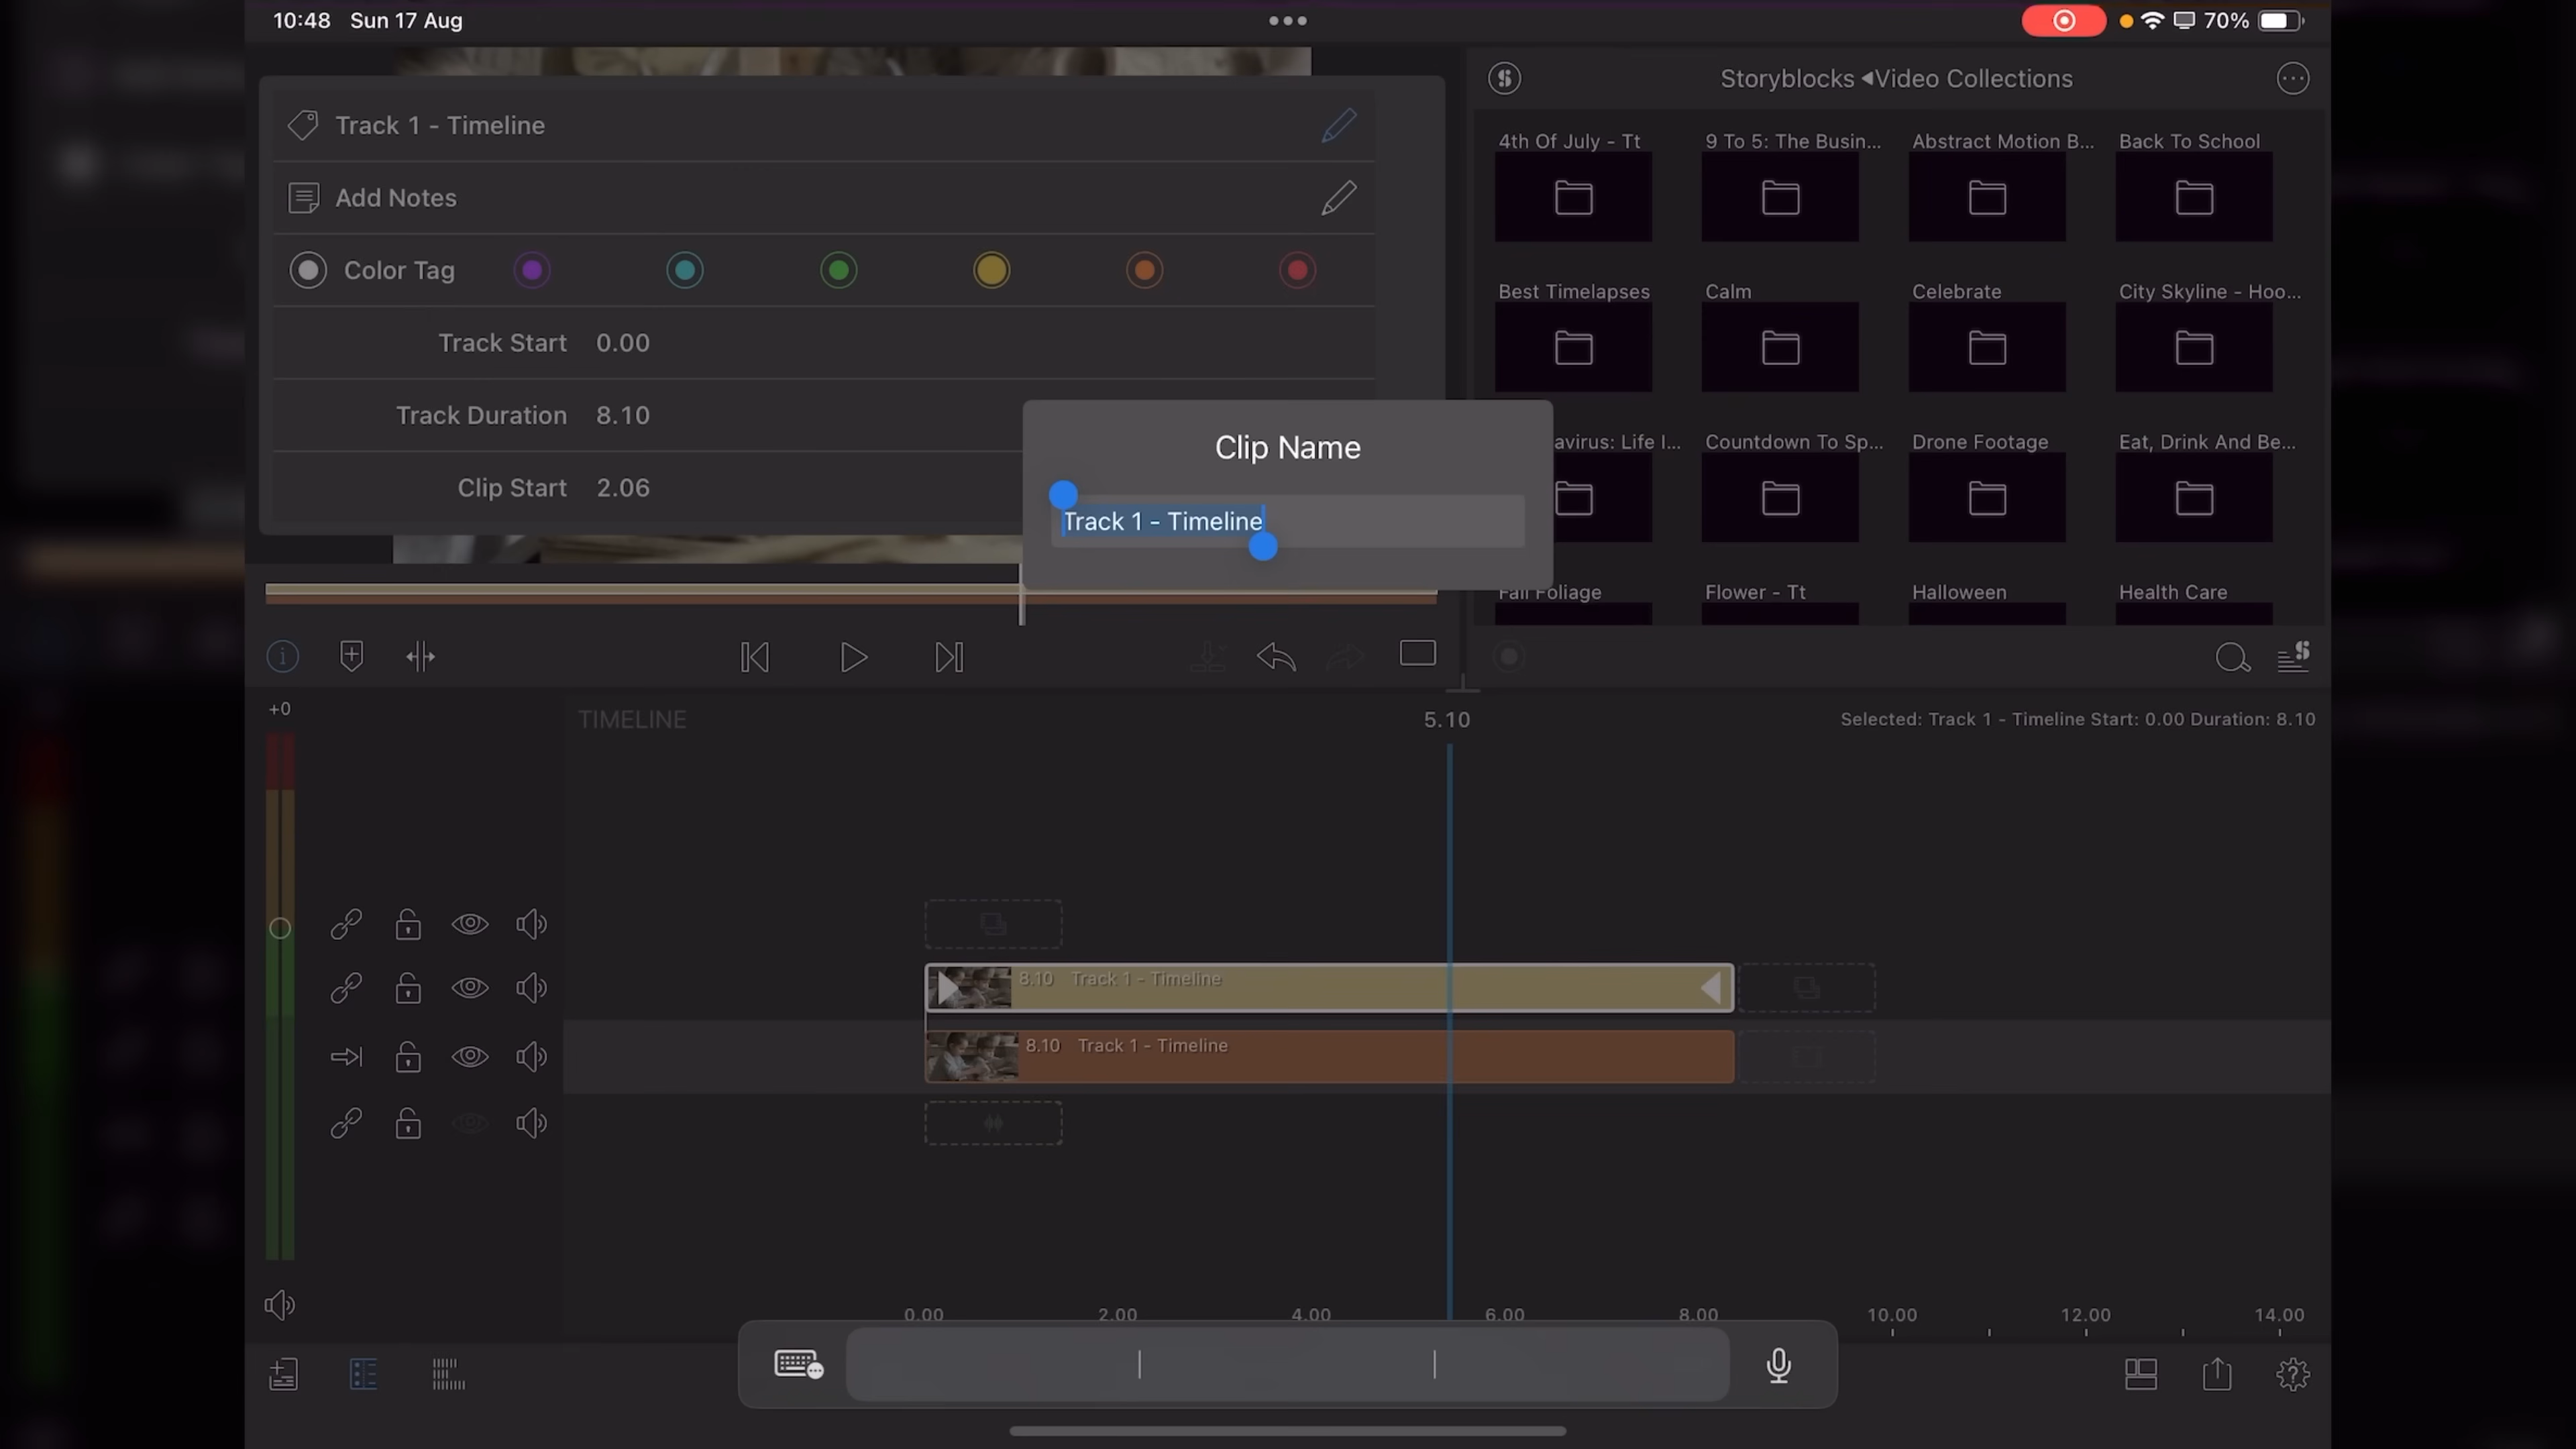 10:48 Sun 17 Aug
70%
Track 1 - Timeline
Add Notes
Color Tag
Track Start 0.00
Track Duration 8.10
Clip Start 2.06
Clip Name
Track 1 - Timeline
Storyblocks ◂Video Collections
4th Of July - Tt
9 To 5: The Busin...
Abstract Motion B...
Back To School
Best Timelapses
Calm
Celebrate
City Skyline - Hoo...
avirus: Life I...
Countdown To Sp...
Drone Footage
Eat, Drink And Be...
Fall Foliage
Flower - Tt
Halloween
Health Care
+0
TIMELINE
5.10
Selected: Track 1 - Timeline Start: 0.00 Duration: 8.10
8.10 Track 1 - Timeline
8.10 Track 1 - Timeline
0.00 2.00 4.00 6.00 8.00 10.00 12.00 14.00